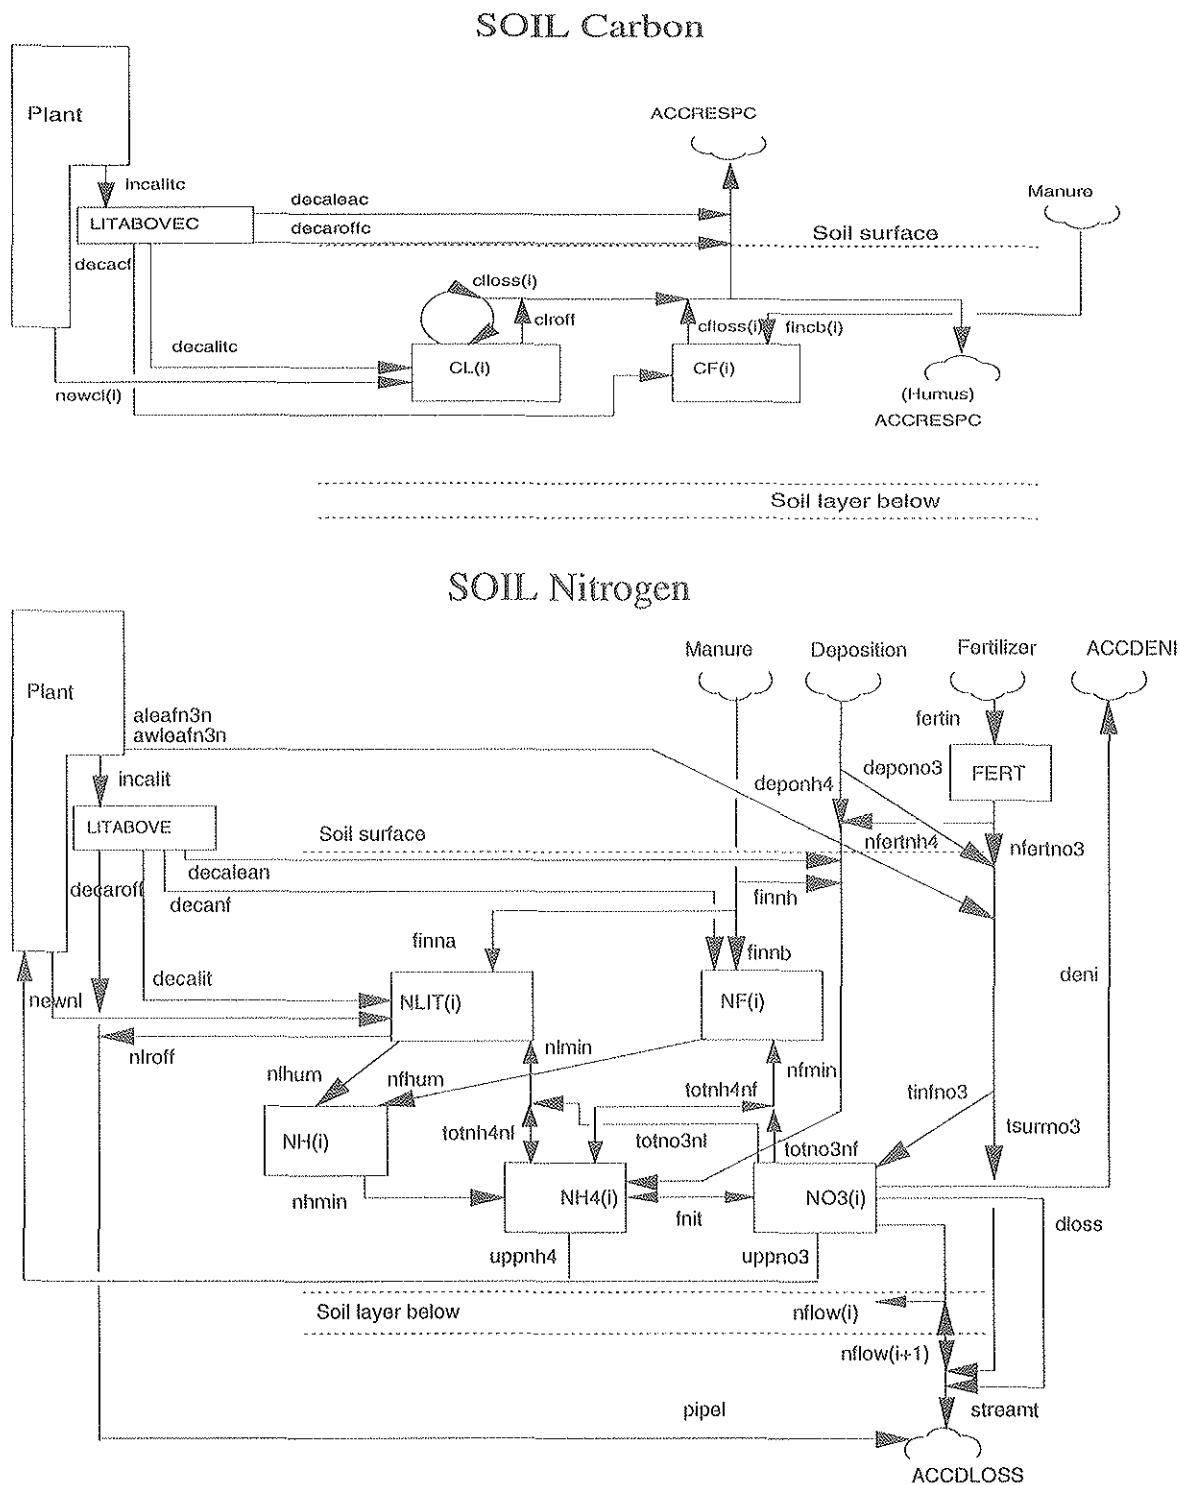 SOIL Carbon
Plant
ACCRESPC
incalitc
Manure
decaleac
LITABOVEC
decaroffc
Soil surface
decacf
clloss(i)
clroff
cfloss(i)
fincb(i)
decalitc
CL(i)
CF(i)
newcl(i)
(Humus)
ACCRESPC
Soil layer below
SOIL Nitrogen
Manure
Deposition
Fertilizer
ACCDENI
Plant
aleafn3n
awleafn3n
fertin
incalit
deponh4
depono3
FERT
LITABOVE
Soil surface
nfertnh4
nfertno3
decaroff
decalean
decanf
finnh
finna
finnb
decalit
deni
newnl
NLIT(i)
NF(i)
nlroff
nlmin
nlhum
nfhum
nfmin
totnh4nf
tinfno3
NH(i)
totnh4nl
totno3nl
totno3nf
tsurrno3
nhmin
NH4(i)
NO3(i)
fnit
dloss
uppnh4
uppno3
Soil layer below
nflow(i)
nflow(i+1)
pipel
streamt
ACCDLOSS